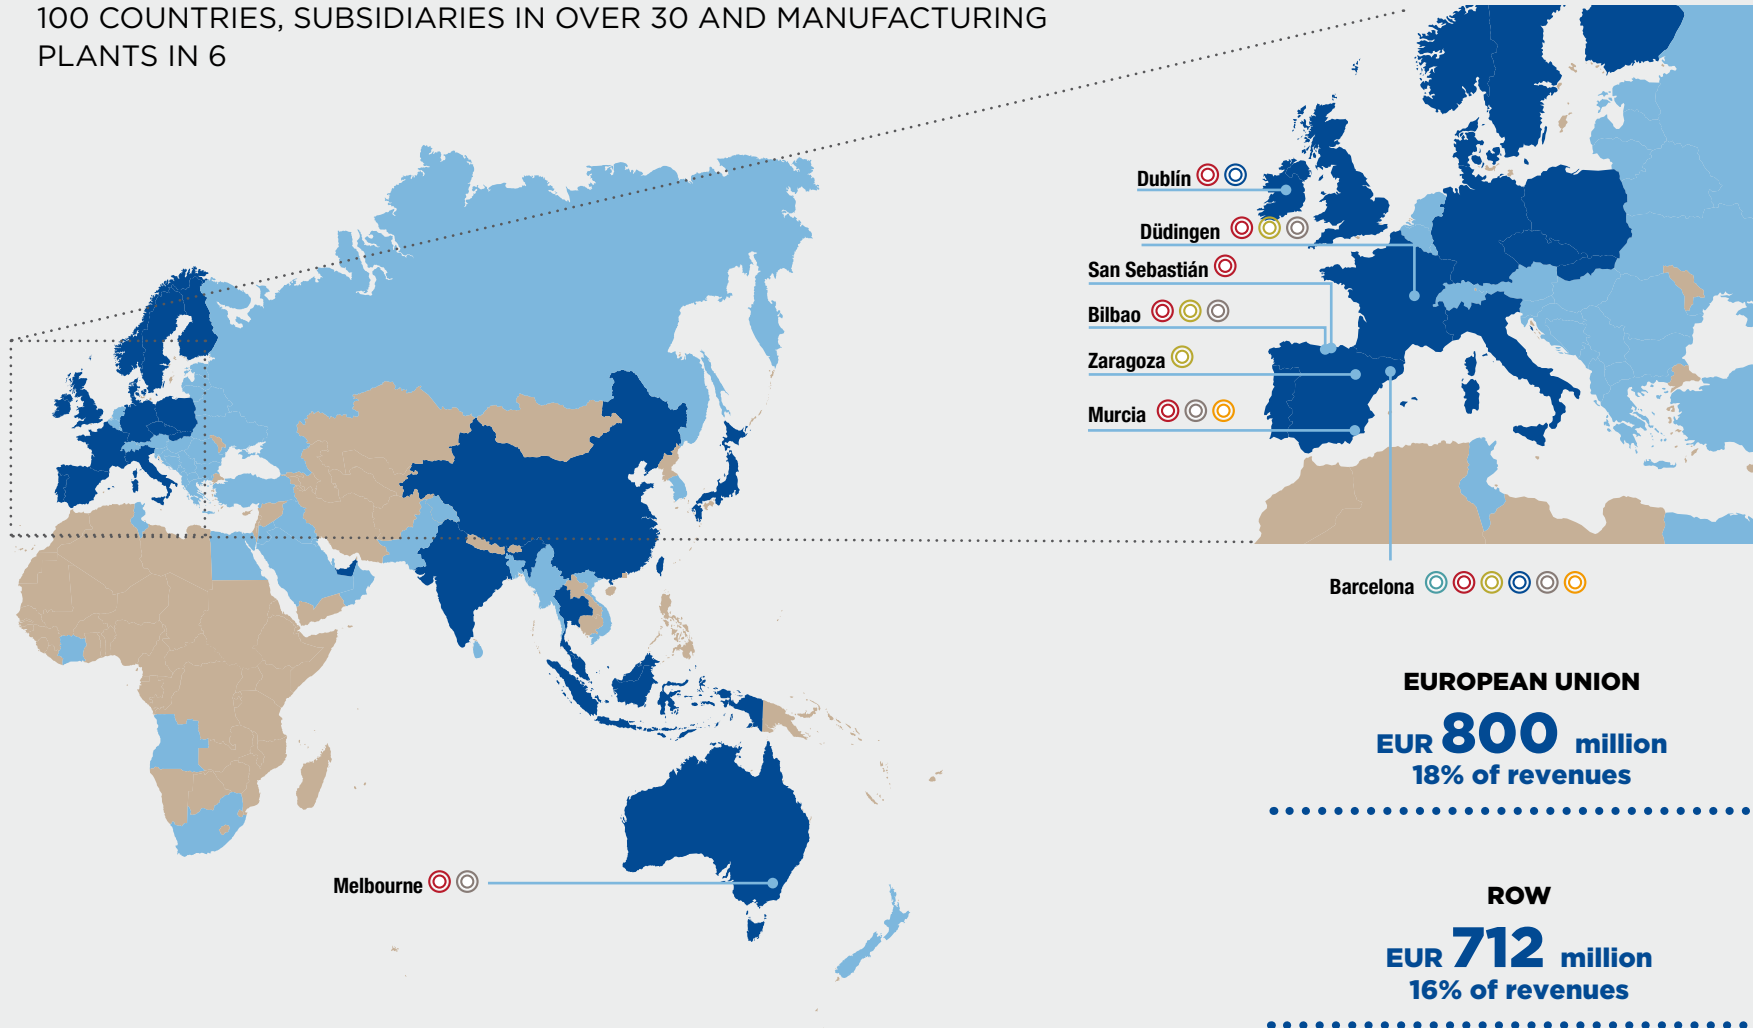 100 COUNTRIES, SUBSIDIARIES IN OVER 30 AND MANUFACTURING
PLANTS IN 6
Dublín
Düdingen
San Sebastián
Bilbao
Zaragoza
Murcia
Barcelona
Melbourne
EUROPEAN UNION
EUR 800 million
18% of revenues
ROW
EUR 712 million
16% of revenues